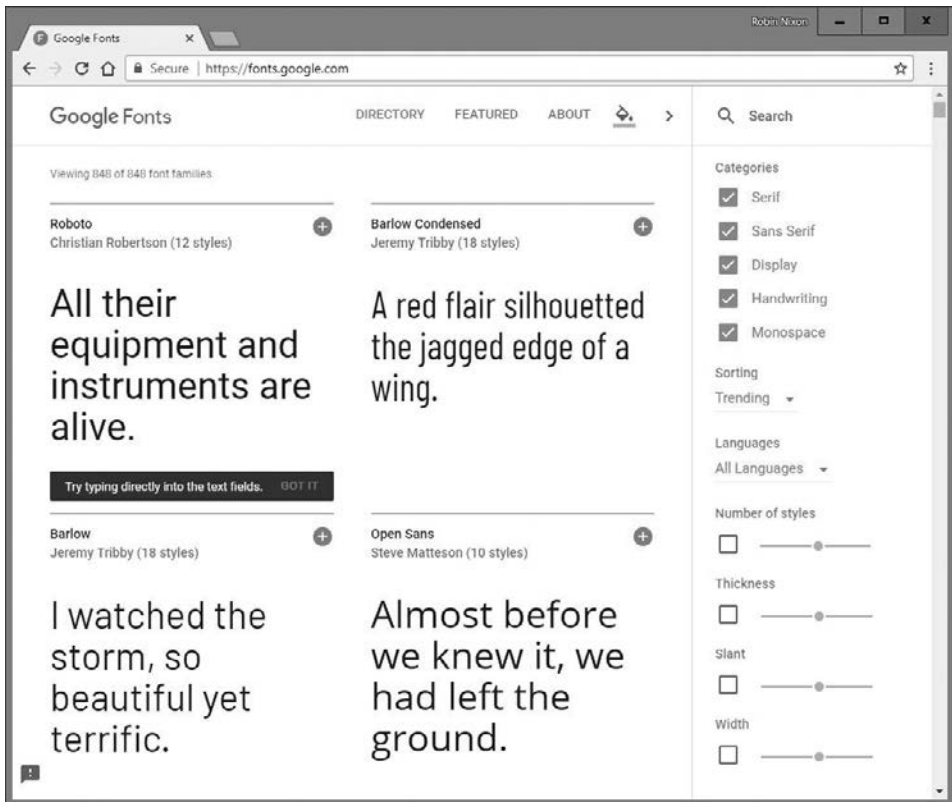 Robin Nixon
Google Fonts
Secure | https://fonts.google.com
Google Fonts
DIRECTORY FEATURED ABOUT
Search
Viewing 848 of 848 font families
Roboto
Christian Robertson (12 styles)
All their
equipment and
instruments are
alive.
Try typing directly into the text fields. GOT IT
Barlow Condensed
Jeremy Tribby (18 styles)
A red flair silhouetted
the jagged edge of a
wing.
Barlow
Jeremy Tribby (18 styles)
I watched the
storm, so
beautiful yet
terrific.
Open Sans
Steve Matteson (10 styles)
Almost before
we knew it, we
had left the
ground.
Categories
Serif
Sans Serif
Display
Handwriting
Monospace
Sorting
Trending
Languages
All Languages
Number of styles
Thickness
Slant
Width